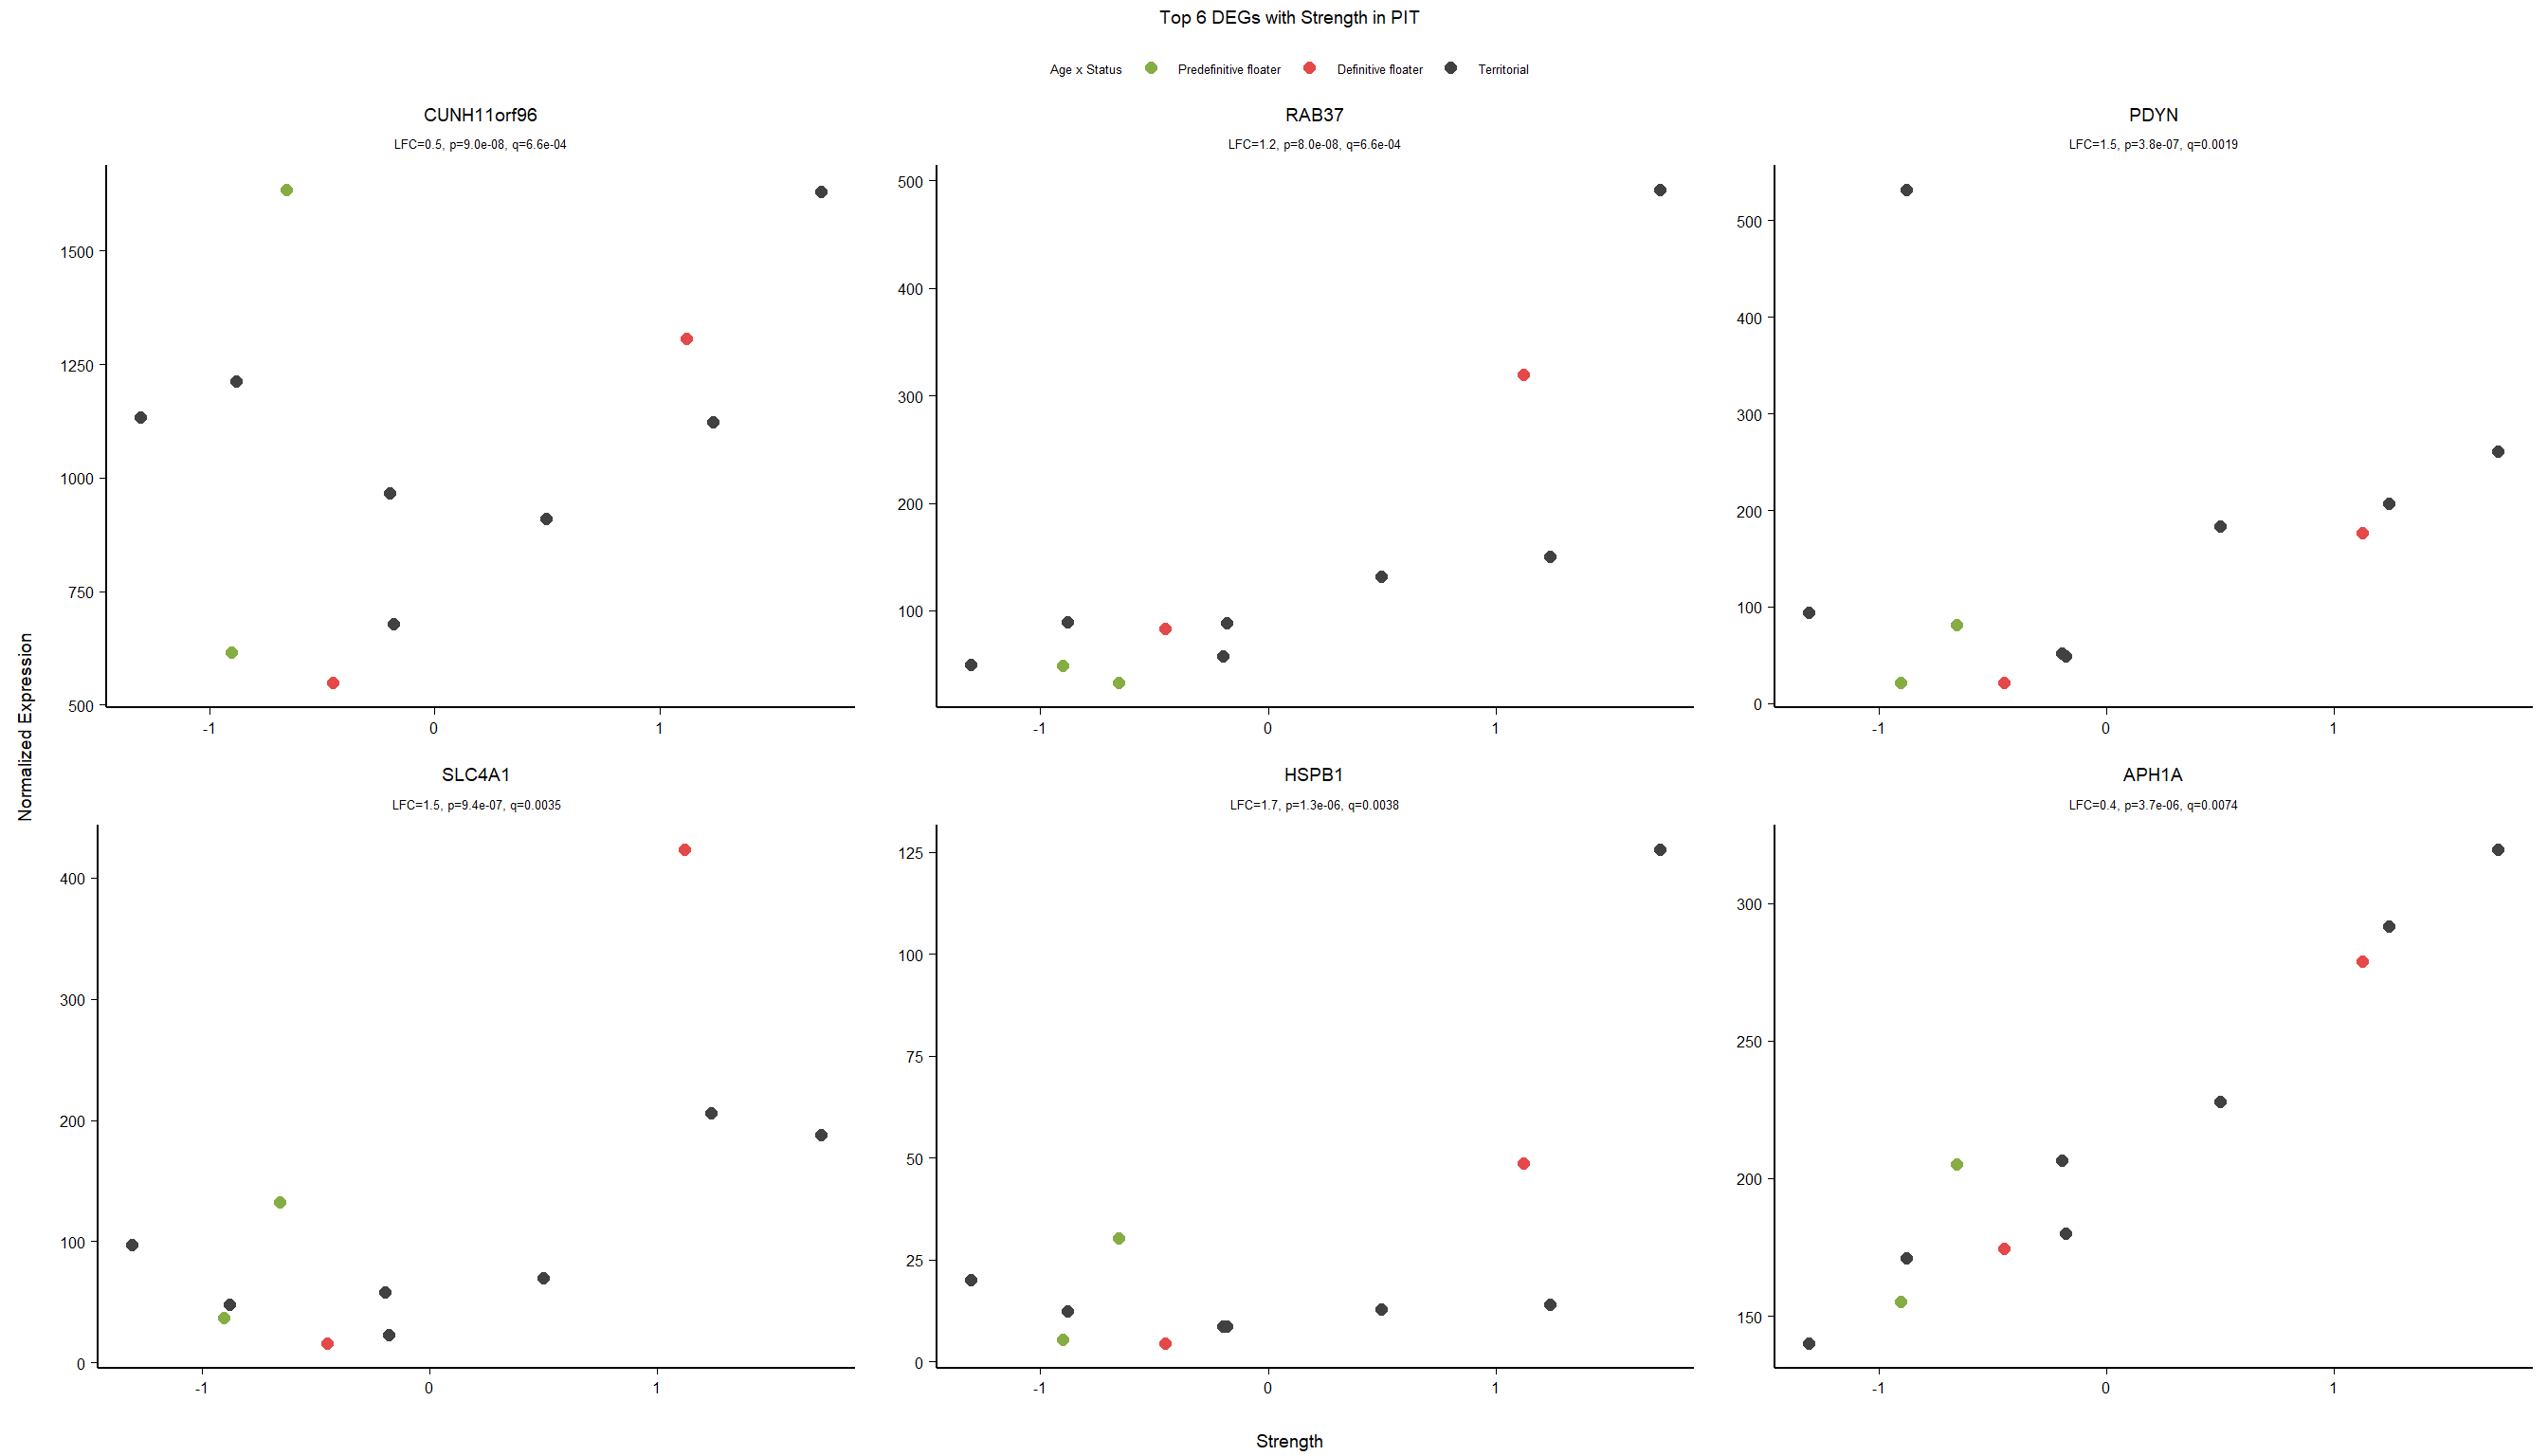 Top 6 DEGs with Strength in PIT
Age x Status Predefinitive floater Definitive floater Territorial
CUNH11orf96
LFC=0.5, p=9.0e-08, q=6.6e-04
1500
1250
1000
750
500
-1 0 1
RAB37
LFC=1.2, p=8.0e-08, q=6.6e-04
500
400
300
200
100
-1 0 1
PDYN
LFC=1.5, p=3.8e-07, q=0.0019
500
400
300
200
100
0
-1 0 1
Normalized Expression
SLC4A1
LFC=1.5, p=9.4e-07, q=0.0035
400
300
200
100
0
-1 0 1
HSPB1
LFC=1.7, p=1.3e-06, q=0.0038
125
100
75
50
25
0
-1 0 1
APH1A
LFC=0.4, p=3.7e-06, q=0.0074
300
250
200
150
-1 0 1
Strength